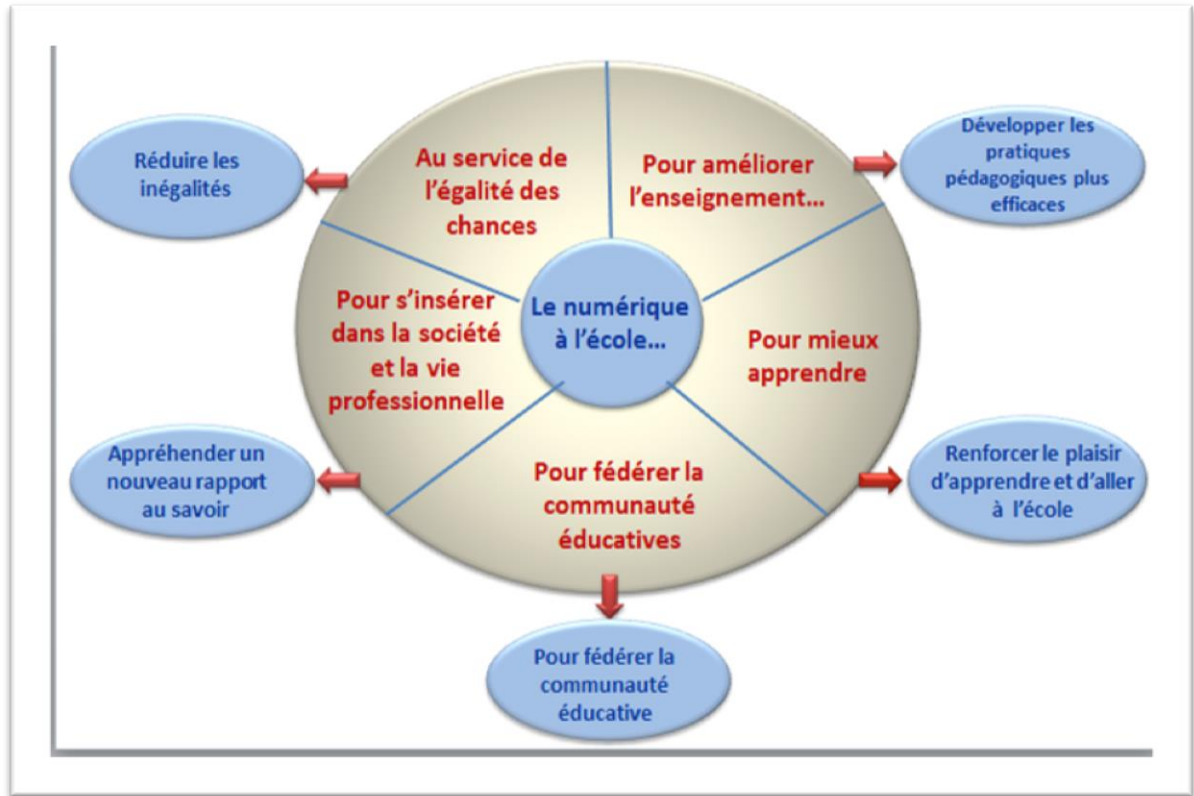 Réduire les
inégalités
Au service de
l'égalité des
chances
Pour améliorer
l'enseignement...
Développer les
pratiques
pédagogiques plus
efficaces
Pour s'insérer
dans la société
et la vie
professionnelle
Le numérique
à l'école...
Pour mieux
apprendre
Appréhender un
nouveau rapport
au savoir
Pour fédérer la
communauté
éducatives
Renforcer le plaisir
d'apprendre et d'aller
à l'école
Pour fédérer la
communauté
éducative